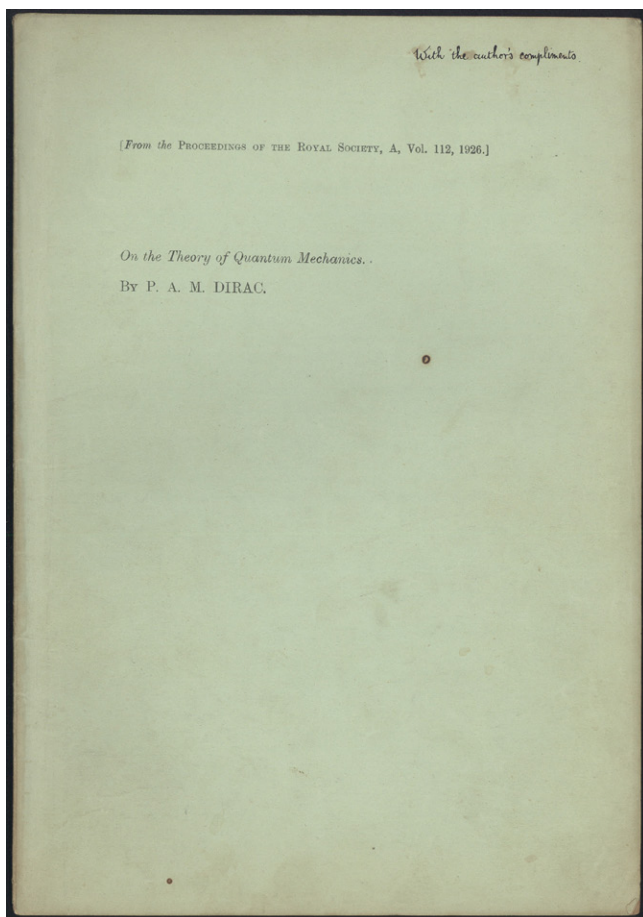 With the author's compliments.
[From the PROCEEDINGS OF THE ROYAL SOCIETY, A, Vol. 112, 1926.]
On the Theory of Quantum Mechanics.
BY P. A. M. DIRAC.